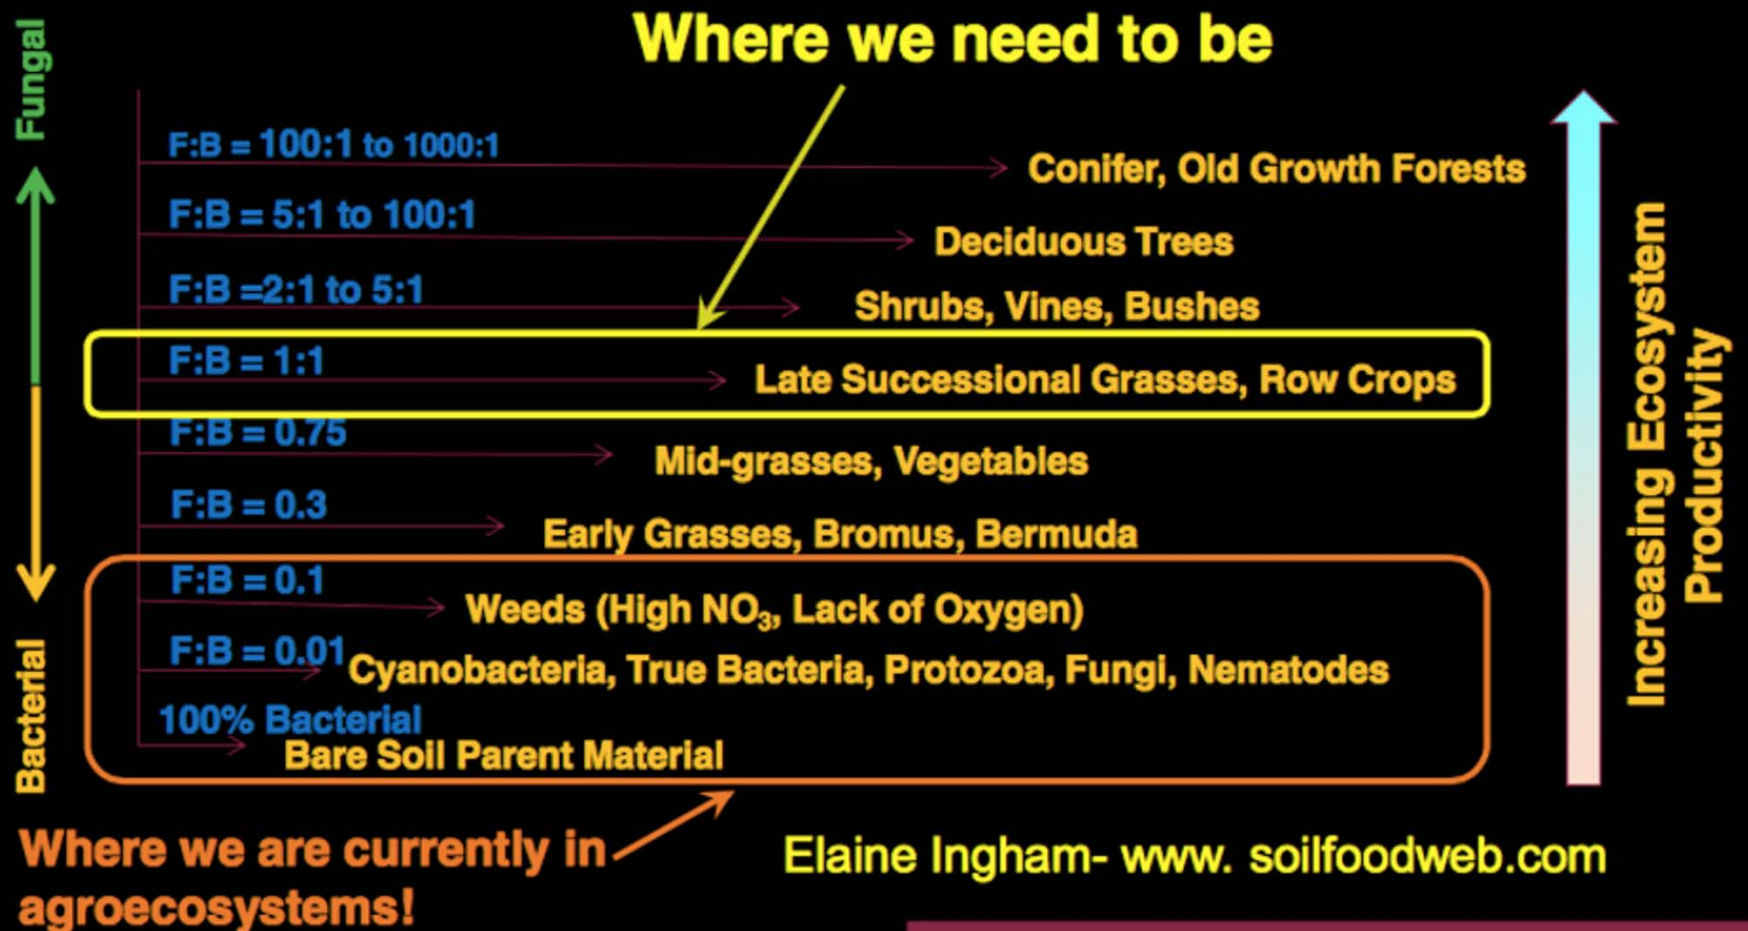 Where we need to be
Fungal
F:B = 100:1 to 1000:1
Conifer, Old Growth Forests
F:B = 5:1 to 100:1
Deciduous Trees
F:B =2:1 to 5:1
Shrubs, Vines, Bushes
F:B = 1:1
Late Successional Grasses, Row Crops
F:B = 0.75
Mid-grasses, Vegetables
F:B = 0.3
Early Grasses, Bromus, Bermuda
F:B = 0.1
Weeds (High NO₃, Lack of Oxygen)
F:B = 0.01
Cyanobacteria, True Bacteria, Protozoa, Fungi, Nematodes
100% Bacterial
Bare Soil Parent Material
Bacterial
Increasing Ecosystem
Productivity
Where we are currently in
agroecosystems!
Elaine Ingham- www. soilfoodweb.com